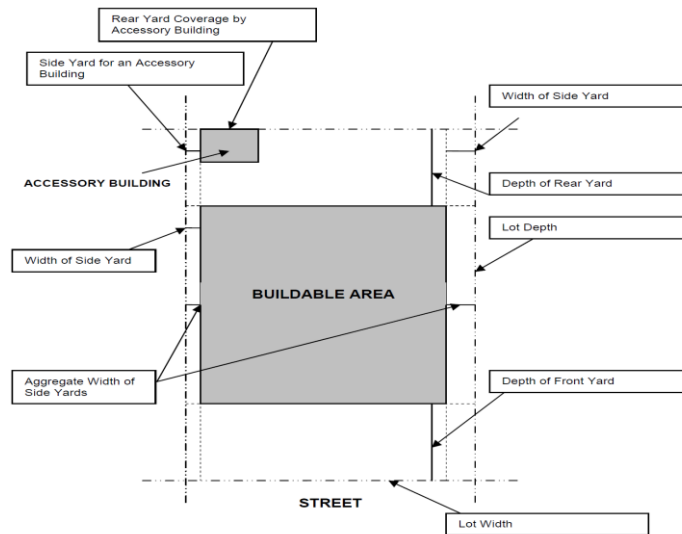 Rear Yard Coverage by
Accessory Building
Side Yard for an Accessory
Building
Width of Side Yard
ACCESSORY BUILDING
Depth of Rear Yard
Lot Depth
Width of Side Yard
BUILDABLE AREA
Aggregate Width of
Side Yards
Depth of Front Yard
STREET
Lot Width